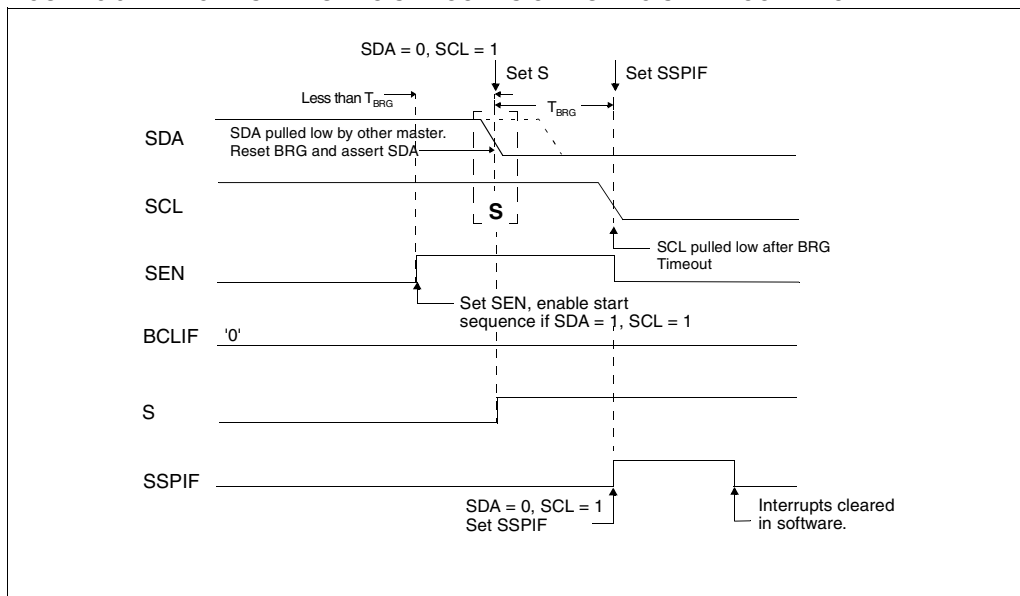 SDA = 0, SCL = 1
Set S
Set SSPIF
Less than TBRG
TBRG
SDA
SDA pulled low by other master.
Reset BRG and assert SDA
SCL
S
SCL pulled low after BRG
Timeout
SEN
Set SEN, enable start
sequence if SDA = 1, SCL = 1
BCLIF
'0'
S
SSPIF
SDA = 0, SCL = 1
Set SSPIF
Interrupts cleared
in software.